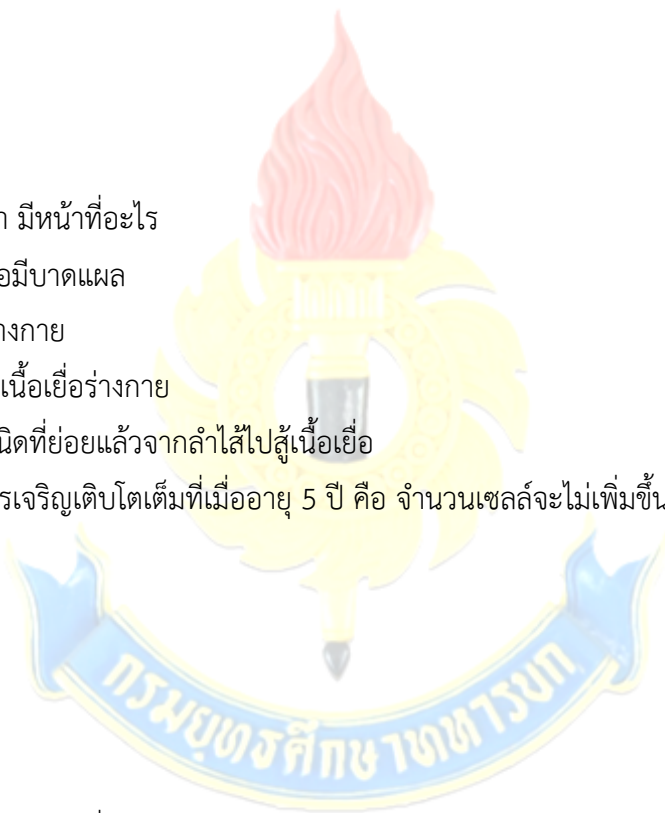 มีหน้าที่อะไร
มีบาดแผล
างกาย
เนื้อเยื่อร่างกาย
นิดที่ย่อยแล้วจากลำไส้ไปสู้เนื้อเยื่อ
รเจริญเติบโตเต็มที่เมื่ออายุ 5 ปี คือ จำนวนเซลล์จะไม่เพิ่มขึ้น
กรมยุทธศึกษาทหารบก